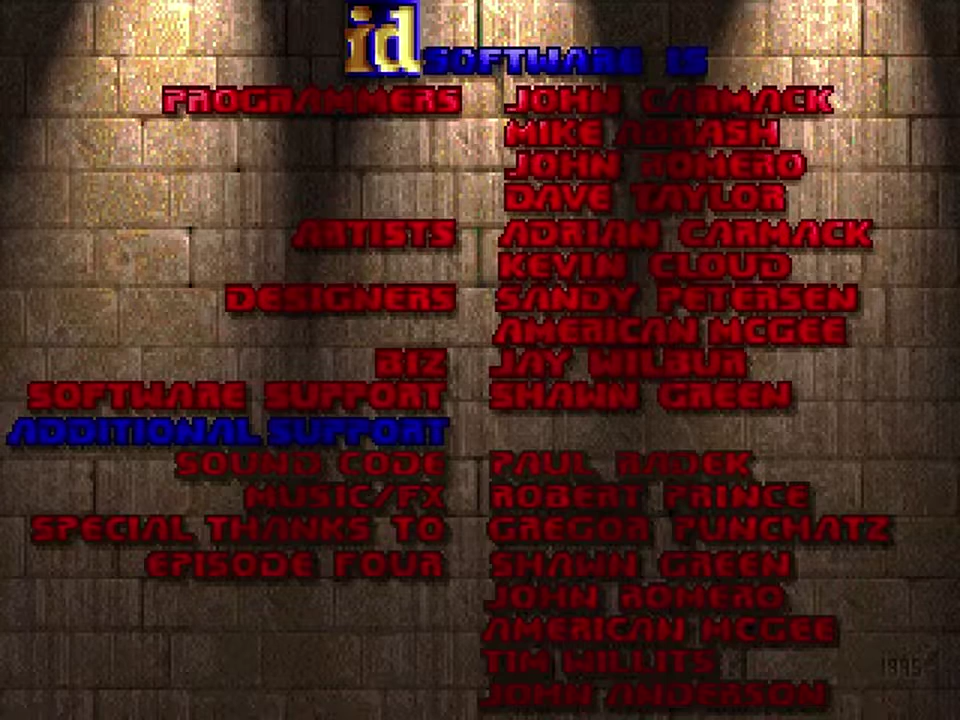 id SOFTWARE IS
PROGRAMMERS JOHN CARMACK
MIKE ABRASH
JOHN ROMERO
DAVE TAYLOR
ARTISTS ADRIAN CARMACK
KEVIN CLOUD
DESIGNERS SANDY PETERSEN
AMERICAN MCGEE
BIZ JAY WILBUR
SOFTWARE SUPPORT SHAWN GREEN
ADDITIONAL SUPPORT
SOUND CODE PAUL RADEK
MUSIC/FX ROBERT PRINCE
SPECIAL THANKS TO GREGOR PUNCHATZ
EPISODE FOUR SHAWN GREEN
JOHN ROMERO
AMERICAN MCGEE
TIM WILLITS
1995
JOHN ANDERSON